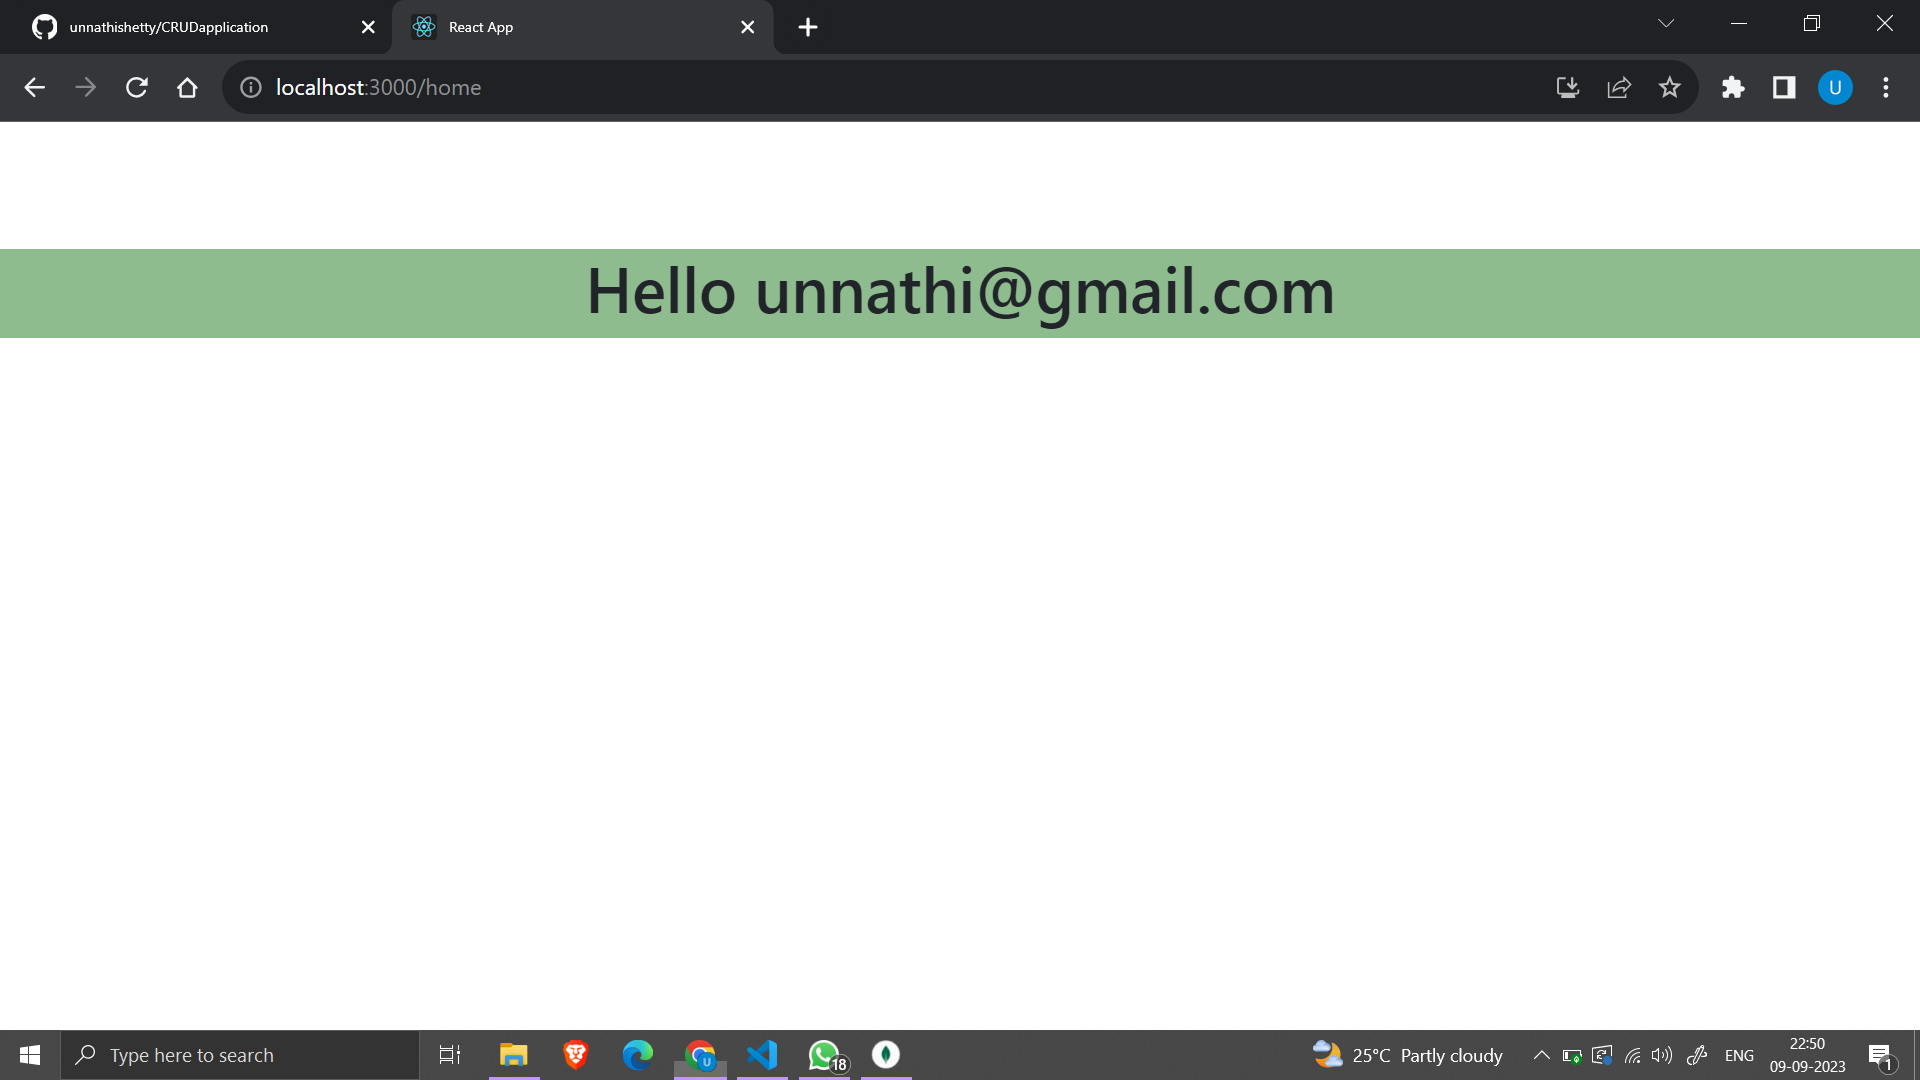 unnathishetty/CRUDapplication
React App
localhost:3000/home
U
Hello unnathi@gmail.com
Type here to search
U
18
25°C Partly cloudy
ENG
22:50
09-09-2023
1